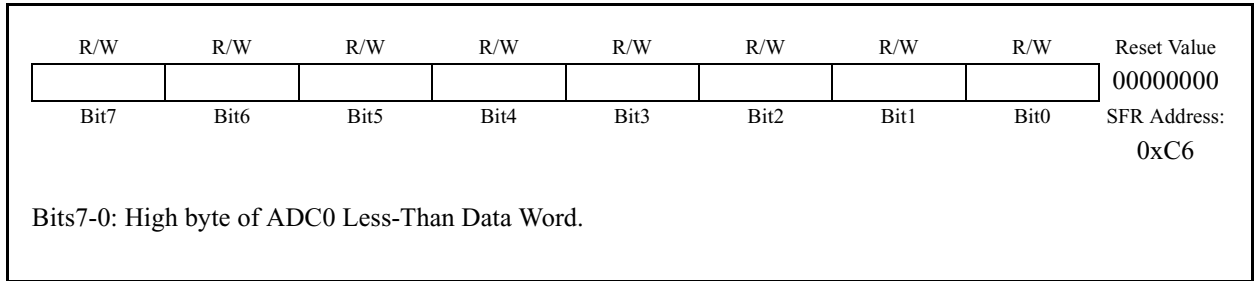 R/W R/W R/W R/W R/W R/W R/W R/W Reset Value
00000000
Bit7 Bit6 Bit5 Bit4 Bit3 Bit2 Bit1 Bit0 SFR Address:
0xC6
Bits7-0: High byte of ADC0 Less-Than Data Word.